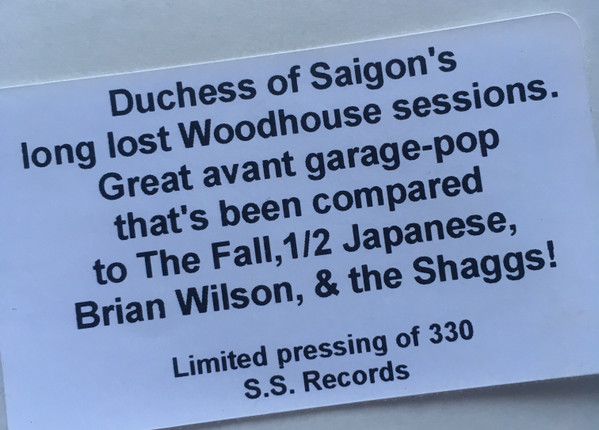 Duchess of Saigon's
long lost Woodhouse sessions.
Great avant garage-pop
that's been compared
to The Fall,1/2 Japanese,
Brian Wilson, & the Shaggs!
Limited pressing of 330
S.S. Records